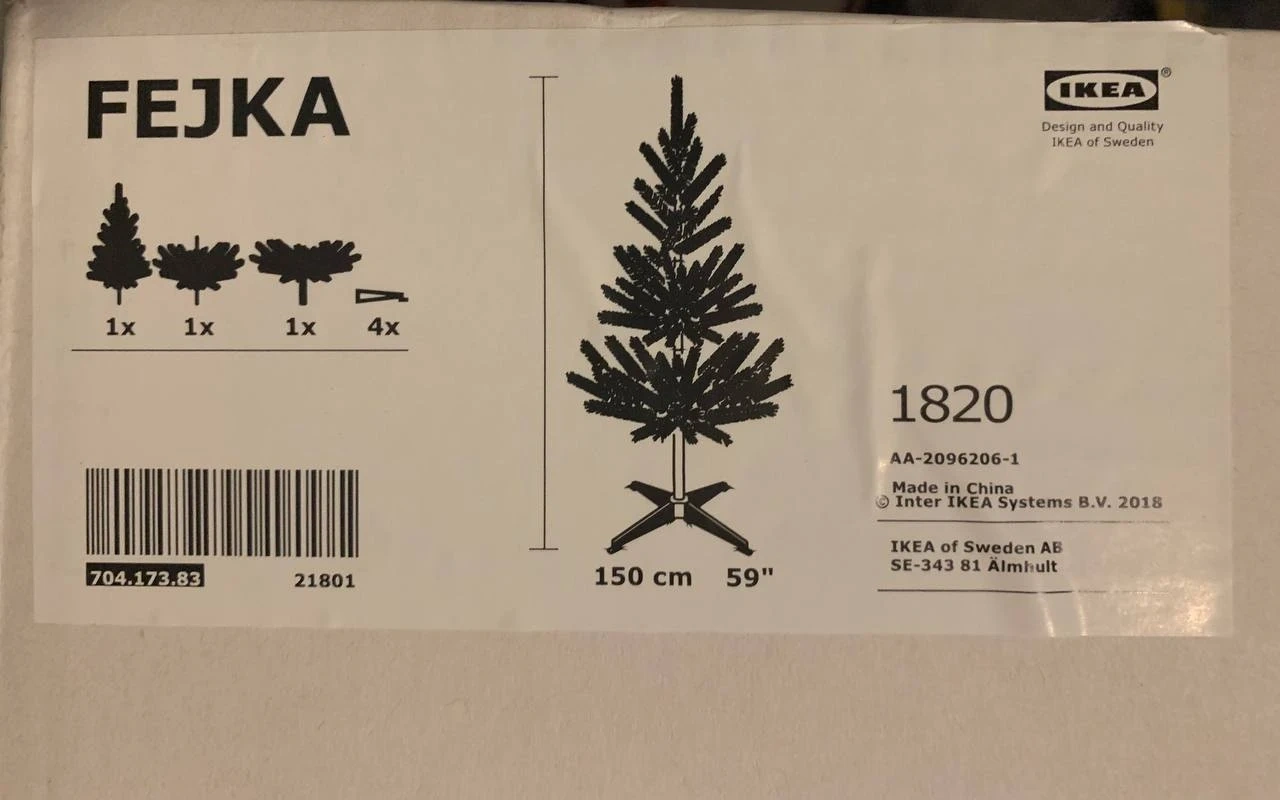 FEJKA
IKEA ®
Design and Quality
IKEA of Sweden
1x 1x 1x 4x
1820
AA-2096206-1
Made in China
© Inter IKEA Systems B.V. 2018
IKEA of Sweden AB
SE-343 81 Älmhult
704.173.83 21801
150 cm 59"